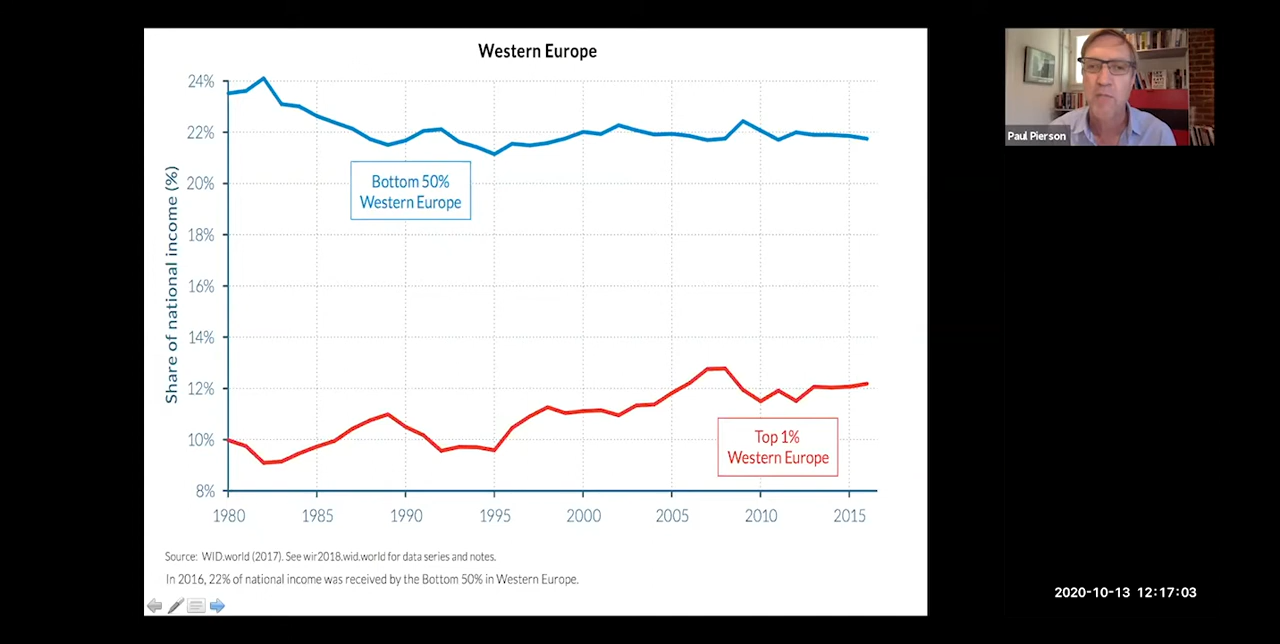 Western Europe
Share of national income (%)
24%
22%
20%
18%
16%
14%
12%
10%
8%
Bottom 50%
Western Europe
Top 1%
Western Europe
1980 1985 1990 1995 2000 2005 2010 2015
Source: WID.world (2017). See wir2018.wid.world for data series and notes.
In 2016, 22% of national income was received by the Bottom 50% in Western Europe.
Paul Pierson
2020-10-13 12:17:03